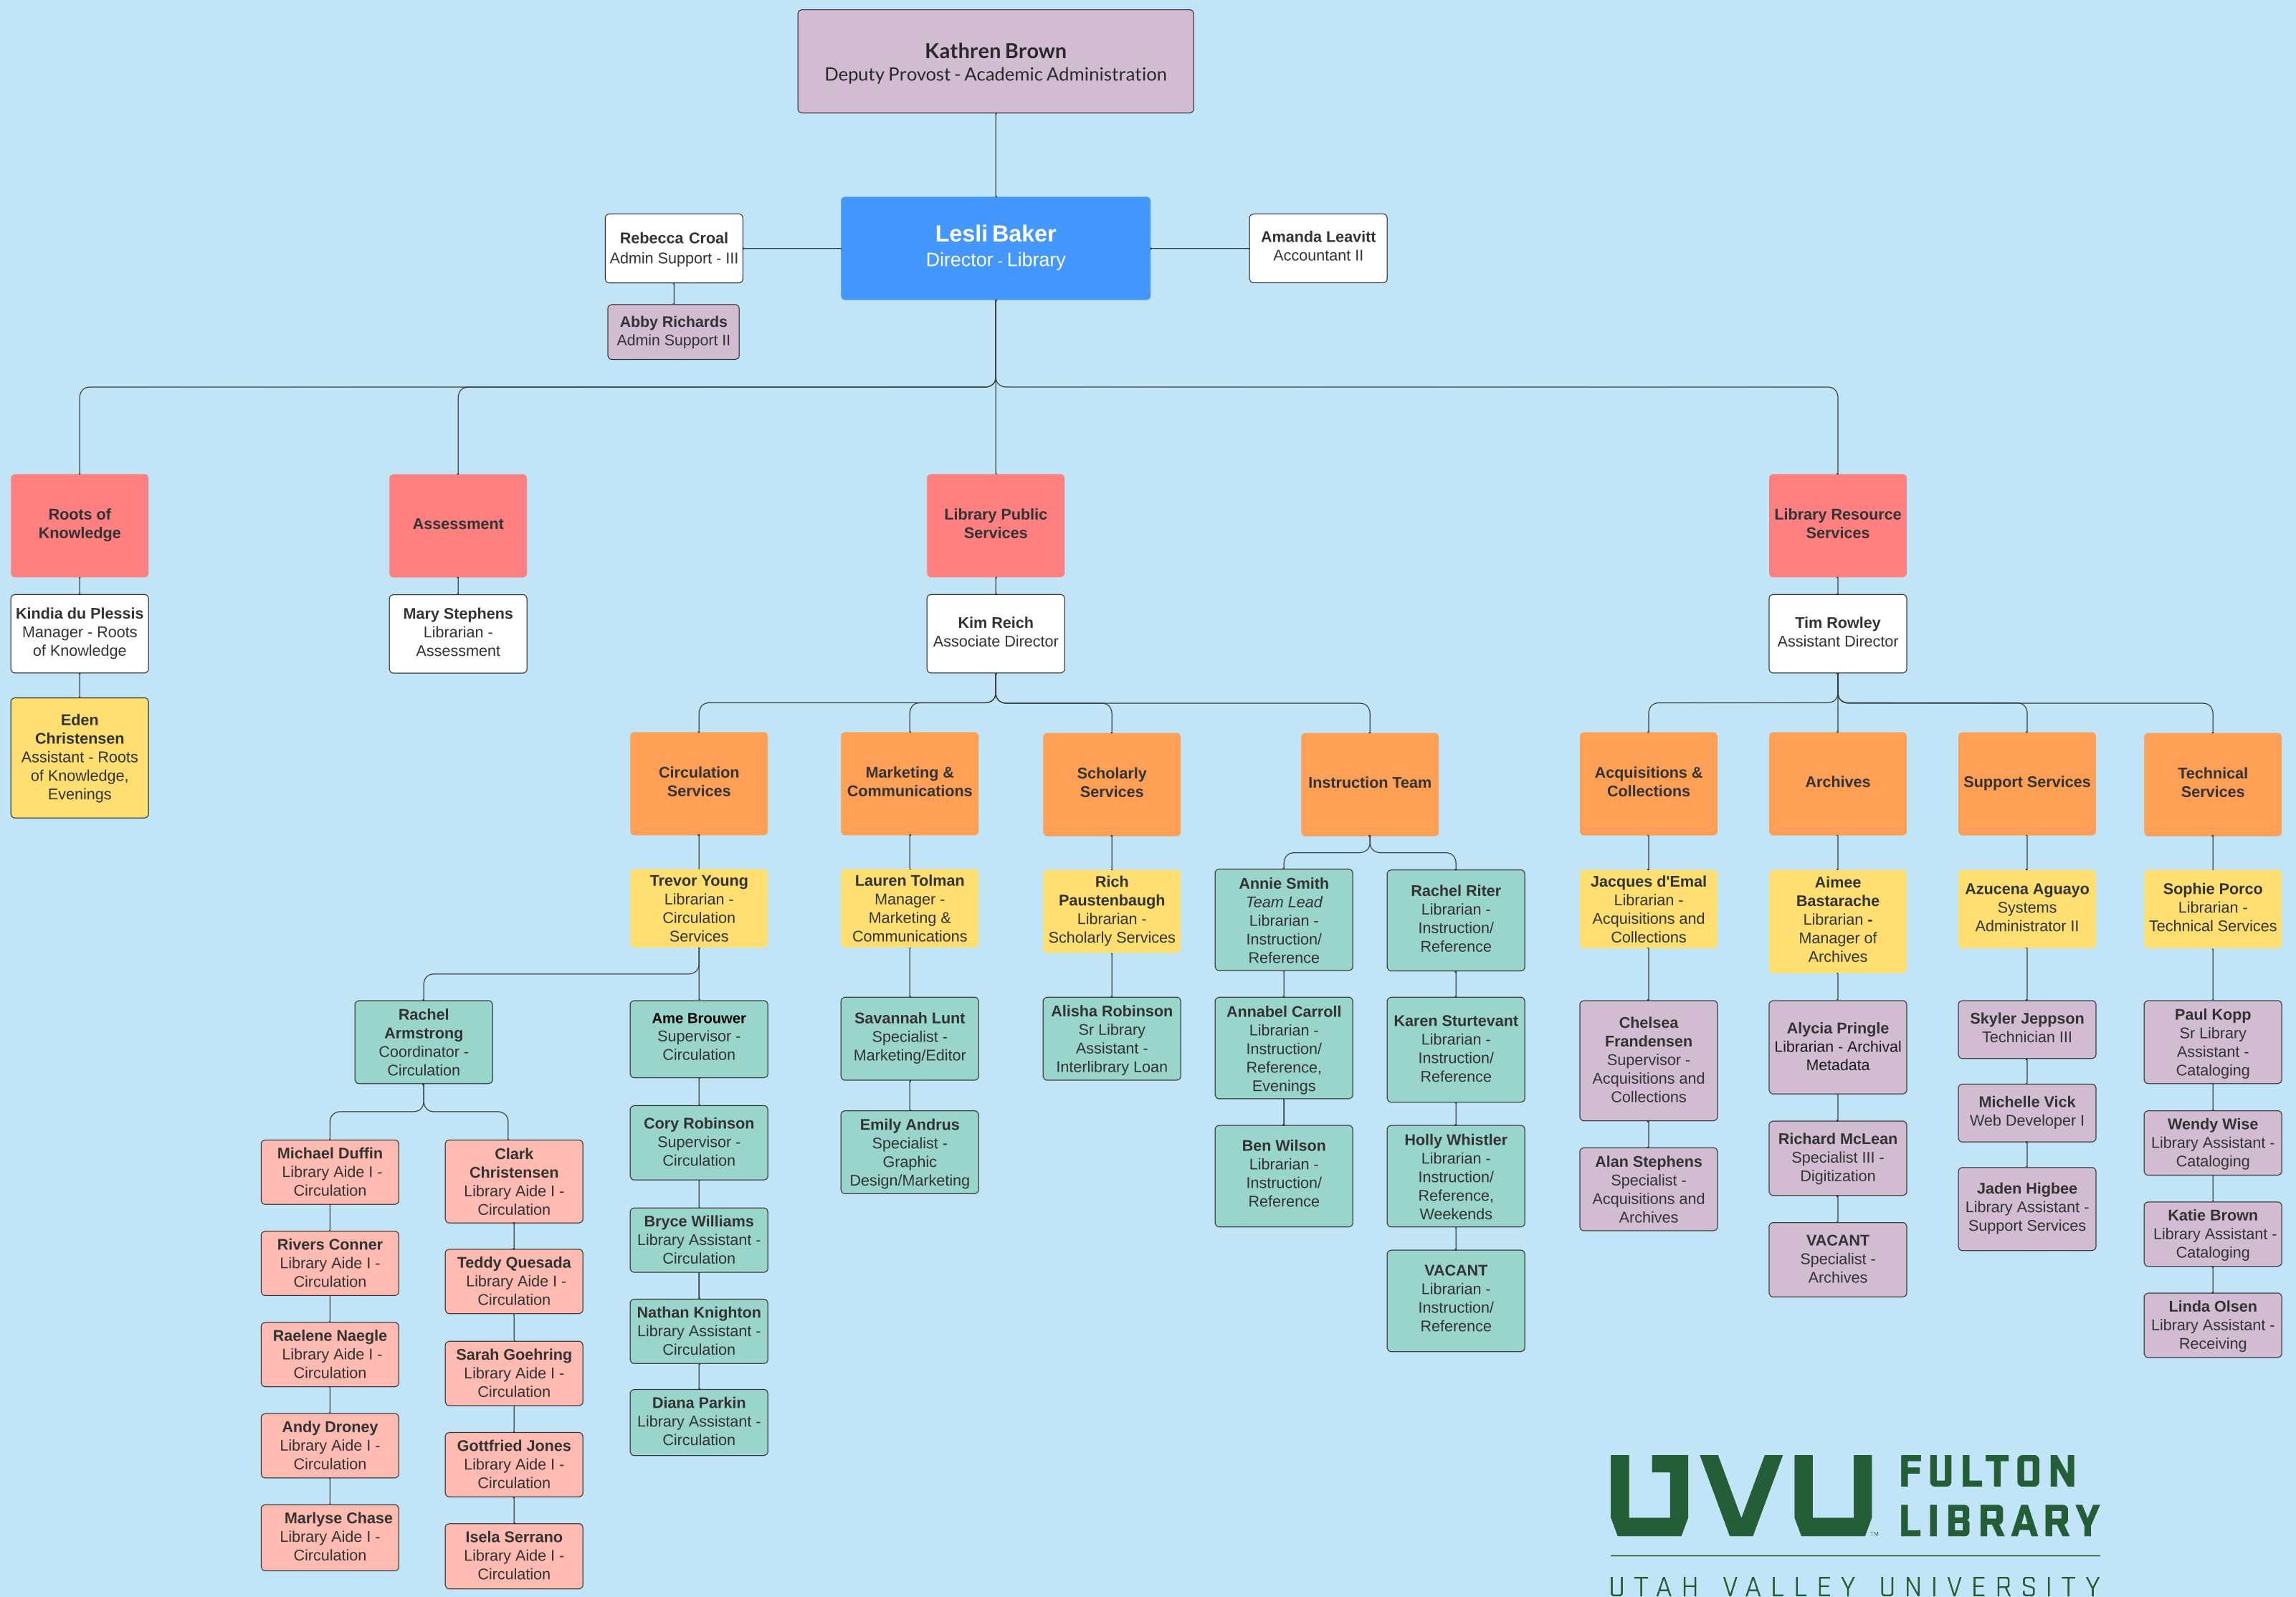 Kathren Brown
Deputy Provost - Academic Administration
Rebecca Croal
Admin Support - III
Lesli Baker
Director - Library
Amanda Leavitt
Accountant II
Abby Richards
Admin Support II
Roots of
Knowledge
Assessment
Library Public
Services
Library Resource
Services
Kindia du Plessis
Manager - Roots
of Knowledge
Mary Stephens
Librarian -
Assessment
Kim Reich
Associate Director
Tim Rowley
Assistant Director
Eden
Christensen
Assistant - Roots
of Knowledge,
Evenings
Circulation
Services
Marketing &
Communications
Scholarly
Services
Instruction Team
Acquisitions &
Collections
Archives
Support Services
Technical
Services
Trevor Young
Librarian -
Circulation
Services
Lauren Tolman
Manager -
Marketing &
Communications
Rich
Paustenbaugh
Librarian -
Scholarly Services
Annie Smith
Team Lead
Librarian -
Instruction/
Reference
Rachel Riter
Librarian -
Instruction/
Reference
Jacques d'Emal
Librarian -
Acquisitions and
Collections
Aimee
Bastarache
Librarian -
Manager of
Archives
Azucena Aguayo
Systems
Administrator II
Sophie Porco
Librarian -
Technical Services
Rachel
Armstrong
Coordinator -
Circulation
Ame Brouwer
Supervisor -
Circulation
Savannah Lunt
Specialist -
Marketing/Editor
Alisha Robinson
Sr Library
Assistant -
Interlibrary Loan
Annabel Carroll
Librarian -
Instruction/
Reference,
Evenings
Karen Sturtevant
Librarian -
Instruction/
Reference
Chelsea
Frandensen
Supervisor -
Acquisitions and
Collections
Alycia Pringle
Librarian - Archival
Metadata
Skyler Jeppson
Technician III
Paul Kopp
Sr Library
Assistant -
Cataloging
Cory Robinson
Supervisor -
Circulation
Emily Andrus
Specialist -
Graphic
Design/Marketing
Ben Wilson
Librarian -
Instruction/
Reference
Holly Whistler
Librarian -
Instruction/
Reference,
Weekends
Alan Stephens
Specialist -
Acquisitions and
Archives
Richard McLean
Specialist III -
Digitization
Michelle Vick
Web Developer I
Wendy Wise
Library Assistant -
Cataloging
Michael Duffin
Library Aide I -
Circulation
Clark
Christensen
Library Aide I -
Circulation
Bryce Williams
Library Assistant -
Circulation
VACANT
Librarian -
Instruction/
Reference
VACANT
Specialist -
Archives
Jaden Higbee
Library Assistant -
Support Services
Katie Brown
Library Assistant -
Cataloging
Rivers Conner
Library Aide I -
Circulation
Teddy Quesada
Library Aide I -
Circulation
Nathan Knighton
Library Assistant -
Circulation
Linda Olsen
Library Assistant -
Receiving
Raelene Naegle
Library Aide I -
Circulation
Sarah Goehring
Library Aide I -
Circulation
Diana Parkin
Library Assistant -
Circulation
Andy Droney
Library Aide I -
Circulation
Gottfried Jones
Library Aide I -
Circulation
Marlyse Chase
Library Aide I -
Circulation
Isela Serrano
Library Aide I -
Circulation
UVU™
FULTON
LIBRARY
UTAH VALLEY UNIVERSITY